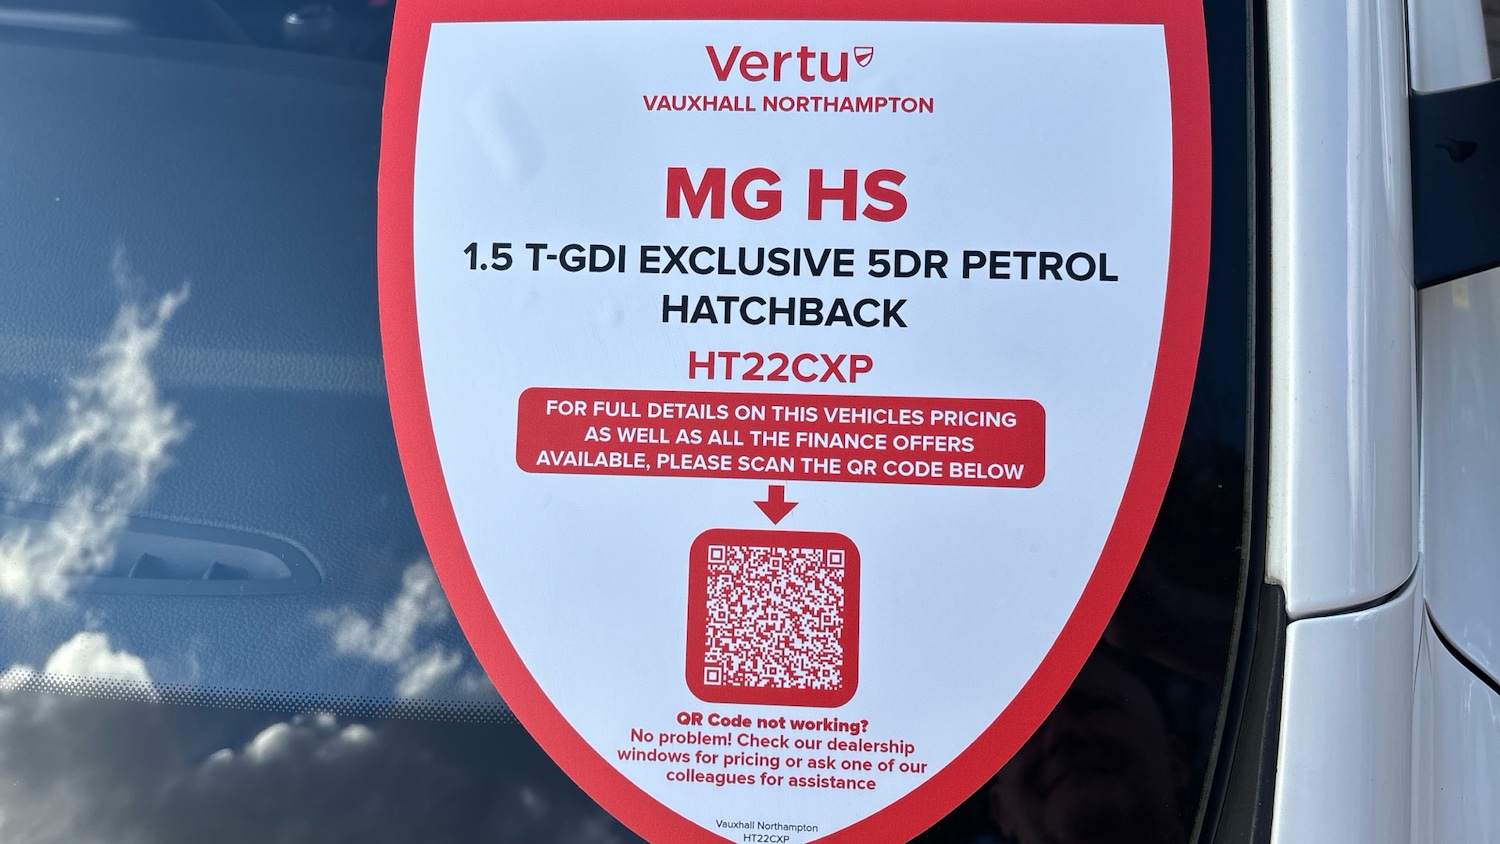 Vertu
VAUXHALL NORTHAMPTON
MG HS
1.5 T-GDI EXCLUSIVE 5DR PETROL
HATCHBACK
HT22CXP
FOR FULL DETAILS ON THIS VEHICLES PRICING
AS WELL AS ALL THE FINANCE OFFERS
AVAILABLE, PLEASE SCAN THE QR CODE BELOW
QR Code not working?
No problem! Check our dealership
windows for pricing or ask one of our
colleagues for assistance
Vauxhall Northampton
HT22CXP